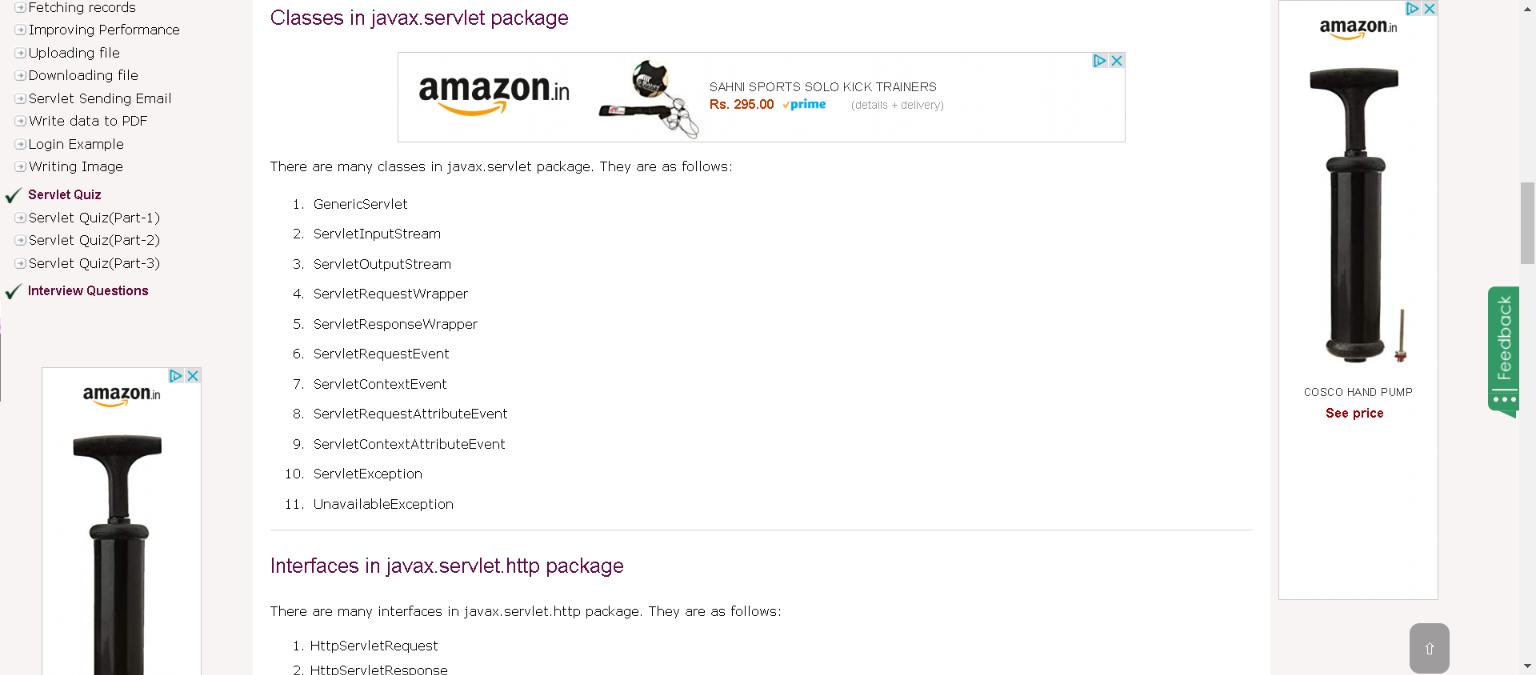 Fetching records
Improving Performance
Uploading file
Downloading file
Servlet Sending Email
Write data to PDF
Login Example
Writing Image
Servlet Quiz
Servlet Quiz(Part-1)
Servlet Quiz(Part-2)
Servlet Quiz(Part-3)
Interview Questions
amazon.in
Classes in javax.servlet package
amazon.in
SAHNI SPORTS SOLO KICK TRAINERS
Rs. 295.00 prime (details + delivery)
There are many classes in javax.servlet package. They are as follows:
1. GenericServlet
2. ServletInputStream
3. ServletOutputStream
4. ServletRequestWrapper
5. ServletResponseWrapper
6. ServletRequestEvent
7. ServletContextEvent
8. ServletRequestAttributeEvent
9. ServletContextAttributeEvent
10. ServletException
11. UnavailableException
Interfaces in javax.servlet.http package
There are many interfaces in javax.servlet.http package. They are as follows:
1. HttpServletRequest
2. HttpServletResponse
amazon.in
COSCO HAND PUMP
See price
Feedback